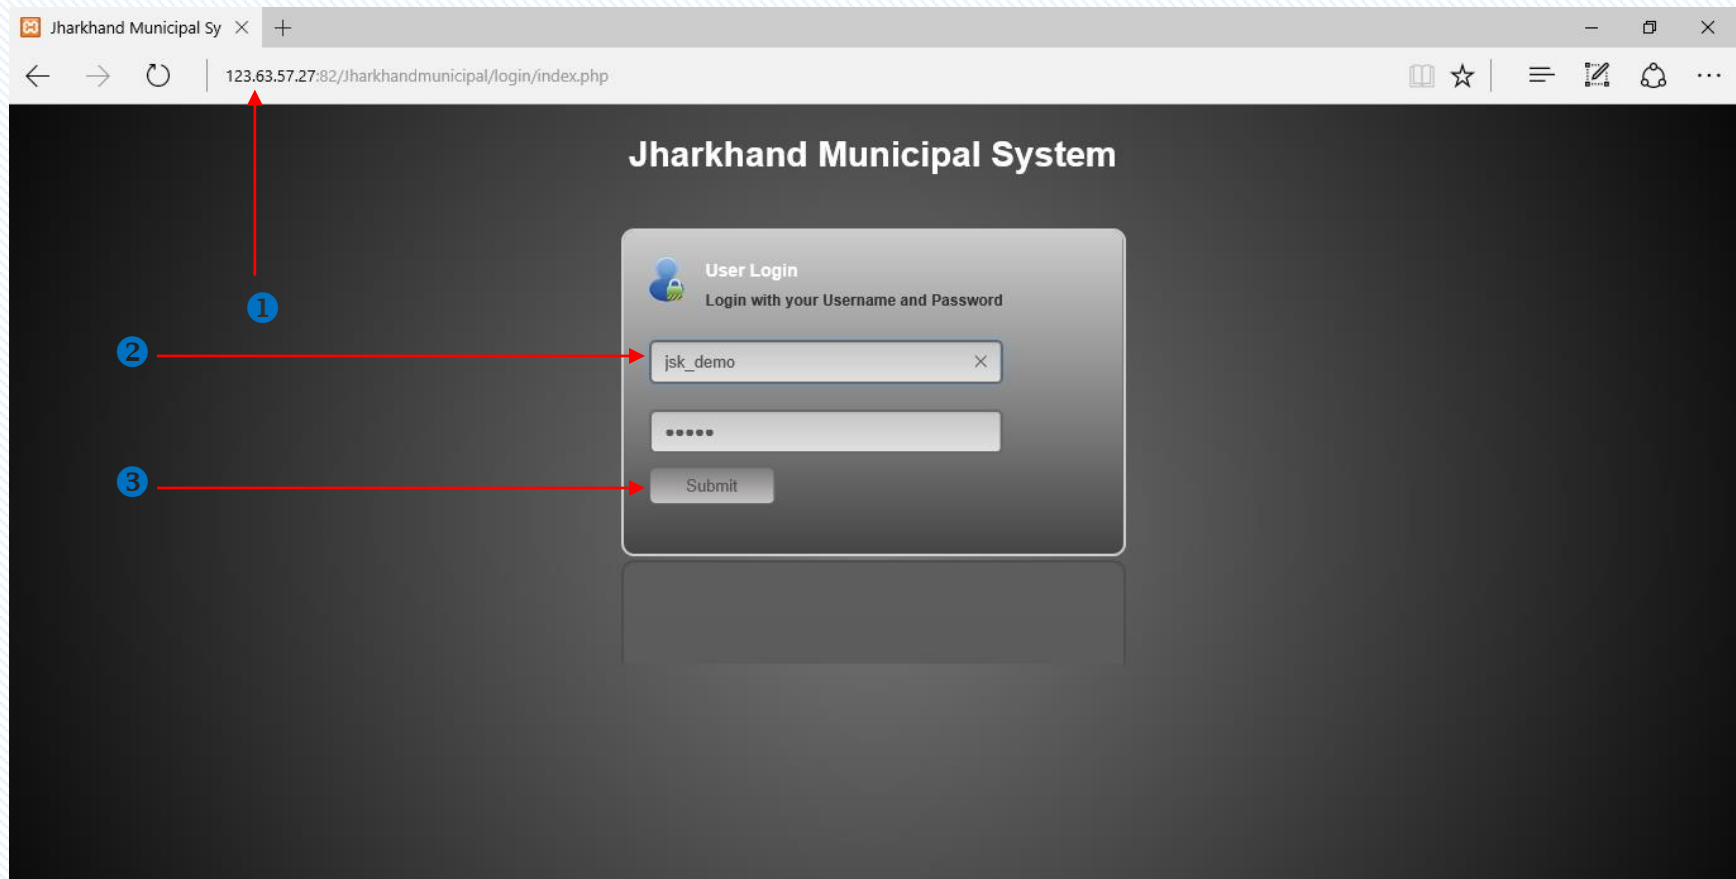 Jharkhand Municipal Sy
123.63.57.27:82/Jharkhandmunicipal/login/index.php
Jharkhand Municipal System
User Login
Login with your Username and Password
1
2
jsk_demo
•••••
3
Submit